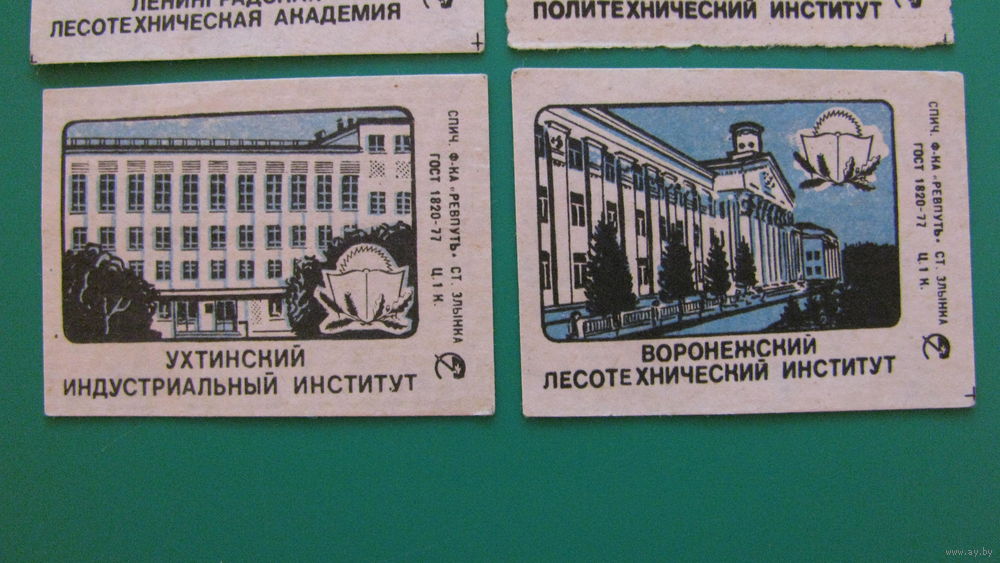 ЛЕНИНГРАДСКАЯ
ЛЕСОТЕХНИЧЕСКАЯ АКАДЕМИЯ
ПОЛИТЕХНИЧЕСКИЙ ИНСТИТУТ
СПИЧ. Ф-КА «РЕВПУТЬ» СТ. ЗЛЫНКА
ГОСТ 1820-77 Ц. 1 К.
УХТИНСКИЙ
ИНДУСТРИАЛЬНЫЙ ИНСТИТУТ
СПИЧ. Ф-КА «РЕВПУТЬ» СТ. ЗЛЫНКА
ГОСТ 1820-77 Ц. 1 К.
ВОРОНЕЖСКИЙ
ЛЕСОТЕХНИЧЕСКИЙ ИНСТИТУТ
www.ay.by